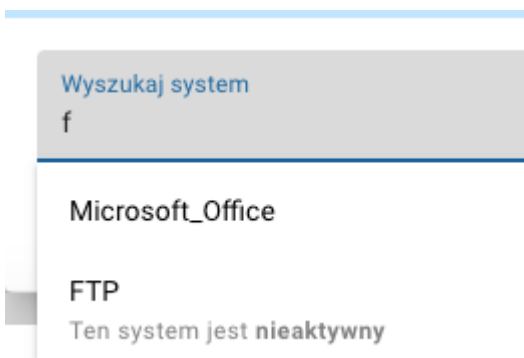 Wyszukaj system
f
Microsoft_Office
FTP
Ten system jest nieaktywny